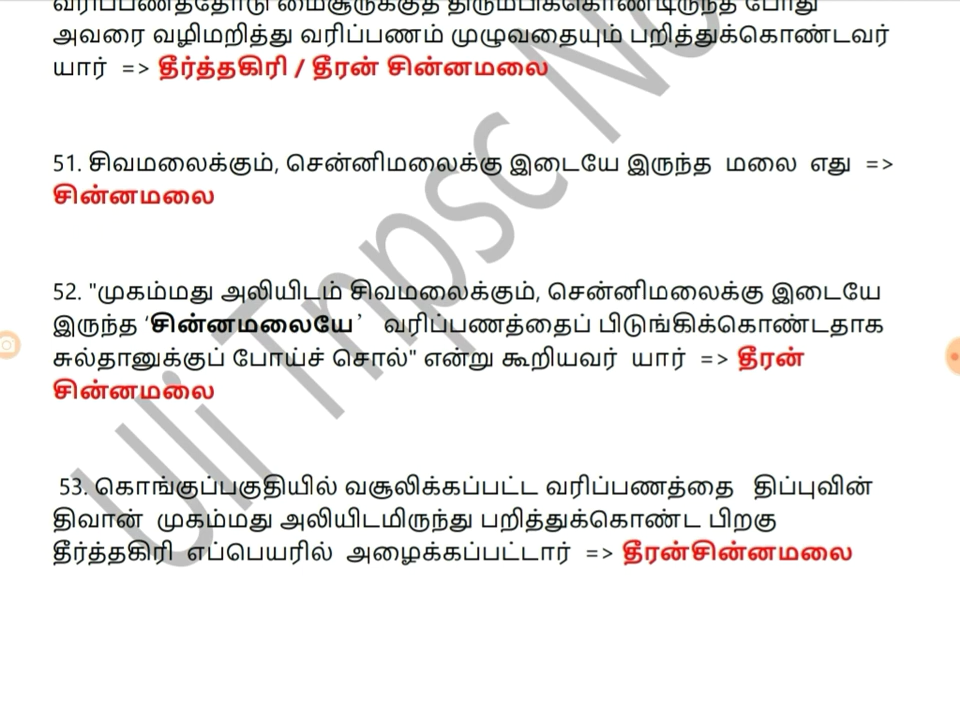 வரிப்பணத்தோடு மைசூருக்குத் திரும்பிக்கொண்டிருந்த போது
அவரை வழிமறித்து வரிப்பணம் முழுவதையும் பறித்துக்கொண்டவர்
யார் => தீர்த்தகிரி / தீரன் சின்னமலை
51. சிவமலைக்கும், சென்னிமலைக்கு இடையே இருந்த மலை எது =>
சின்னமலை
52. "முகம்மது அலியிடம் சிவமலைக்கும், சென்னிமலைக்கு இடையே
இருந்த ‘சின்னமலையே’ வரிப்பணத்தைப் பிடுங்கிக்கொண்டதாக
சுல்தானுக்குப் போய்ச் சொல்" என்று கூறியவர் யார் => தீரன்
சின்னமலை
53. கொங்குப்பகுதியில் வசூலிக்கப்பட்ட வரிப்பணத்தை திப்புவின்
திவான் முகம்மது அலியிடமிருந்து பறித்துக்கொண்ட பிறகு
தீர்த்தகிரி எப்பெயரில் அழைக்கப்பட்டார் => தீரன்சின்னமலை
Tnpsc